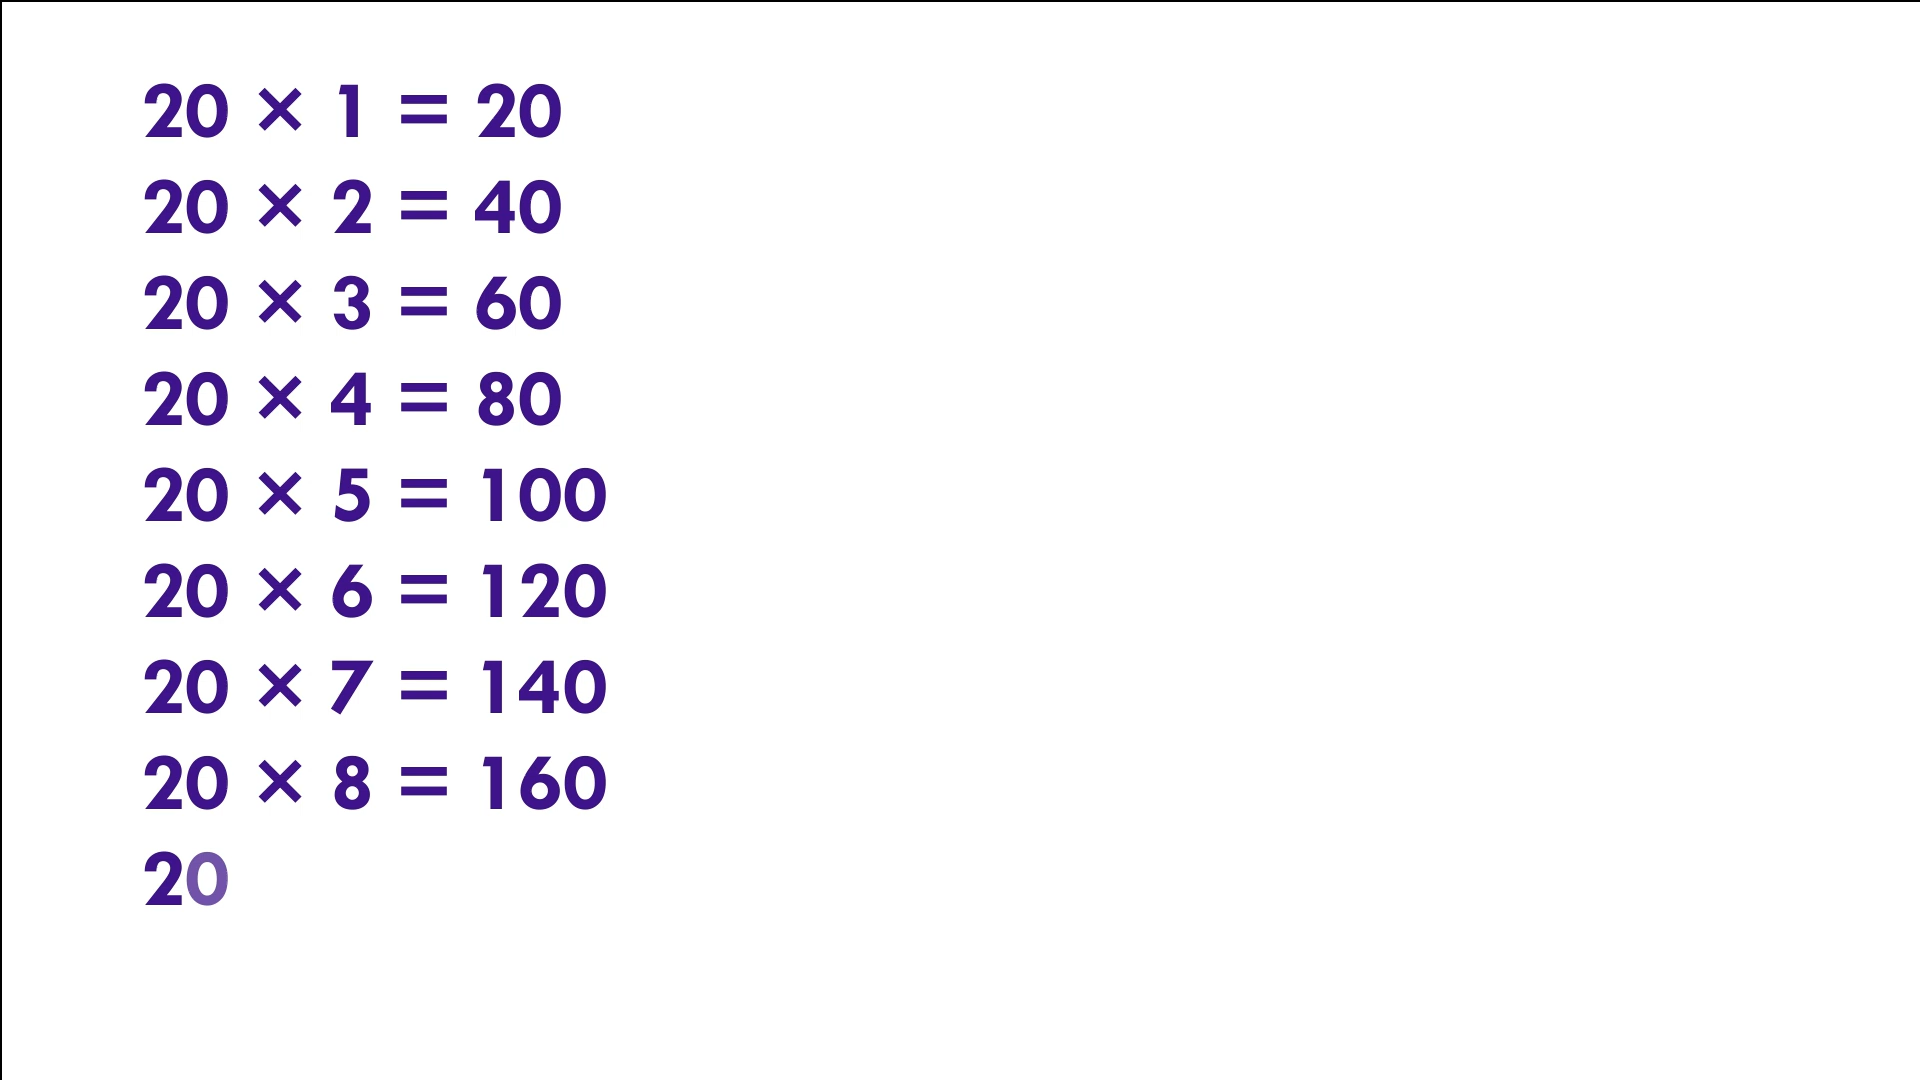 20 × 1 = 20
20 × 2 = 40
20 × 3 = 60
20 × 4 = 80
20 × 5 = 100
20 × 6 = 120
20 × 7 = 140
20 × 8 = 160
20